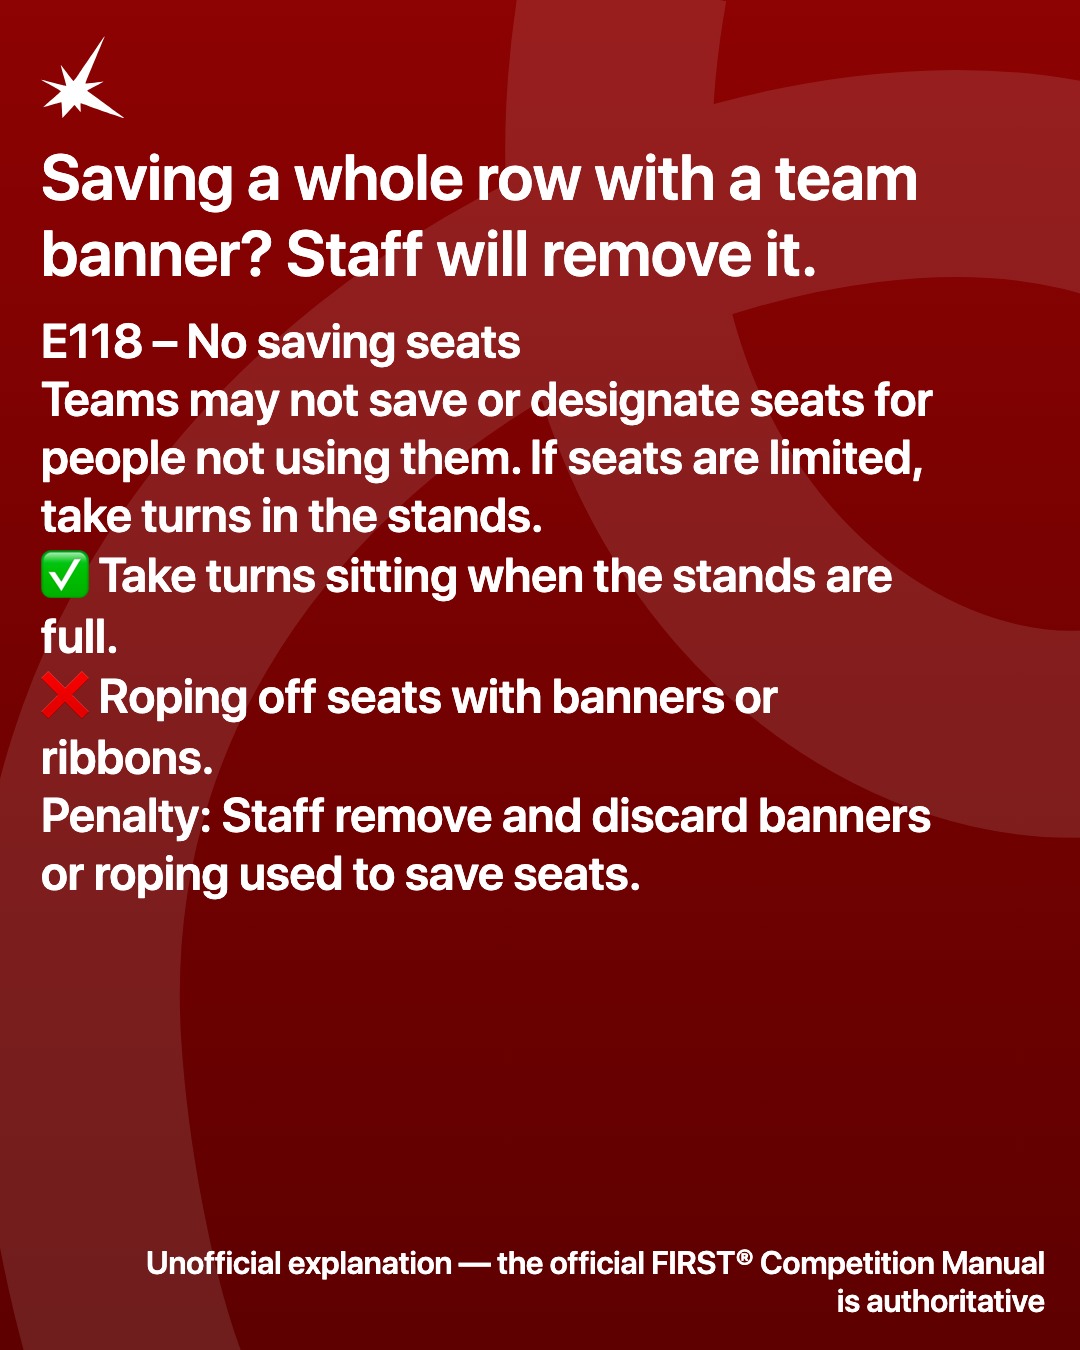 Saving a whole row with a team
banner? Staff will remove it.
E118 – No saving seats
Teams may not save or designate seats for
people not using them. If seats are limited,
take turns in the stands.
✅ Take turns sitting when the stands are
full.
❌ Roping off seats with banners or
ribbons.
Penalty: Staff remove and discard banners
or roping used to save seats.
Unofficial explanation — the official FIRST® Competition Manual
is authoritative